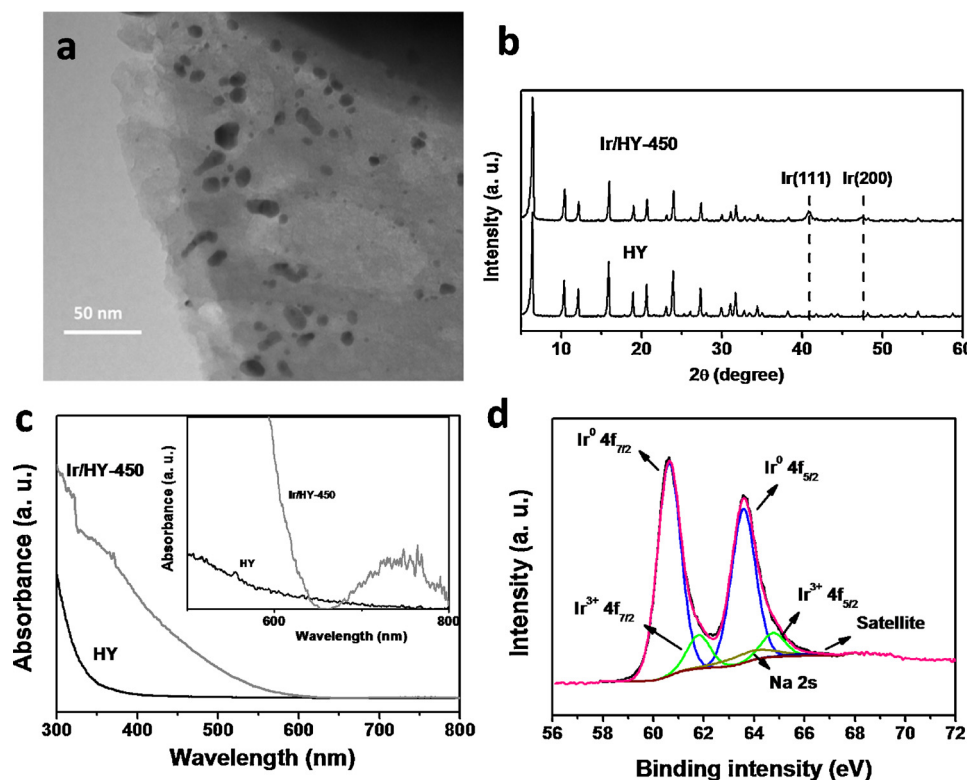 a
50 nm
b
Intensity (a. u.)
Ir/HY-450
Ir(111)
Ir(200)
HY
10
20
30
40
50
60
2θ (degree)
c
Absorbance (a. u.)
Ir/HY-450
HY
300
400
500
600
700
800
Wavelength (nm)
Absorbance (a. u.)
Ir/HY-450
HY
600
800
Wavelength (nm)
d
Intensity (a. u.)
Ir⁰ 4f₇/₂
Ir⁰ 4f₅/₂
Ir³⁺ 4f₇/₂
Ir³⁺ 4f₅/₂
Satellite
Na 2s
56
58
60
62
64
66
68
70
72
Binding intensity (eV)